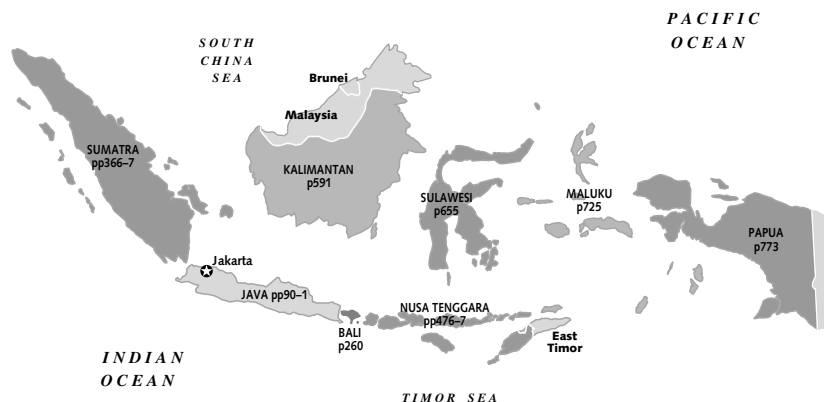 PACIFIC
OCEAN
SOUTH
CHINA
SEA
Brunei
Malaysia
SUMATRA
pp366–7
KALIMANTAN
p591
SULAWESI
p655
MALUKU
p725
PAPUA
p773
Jakarta
JAVA pp90–1
BALI
p260
NUSA TENGGARA
pp476–7
East
Timor
INDIAN
OCEAN
TIMOR SEA